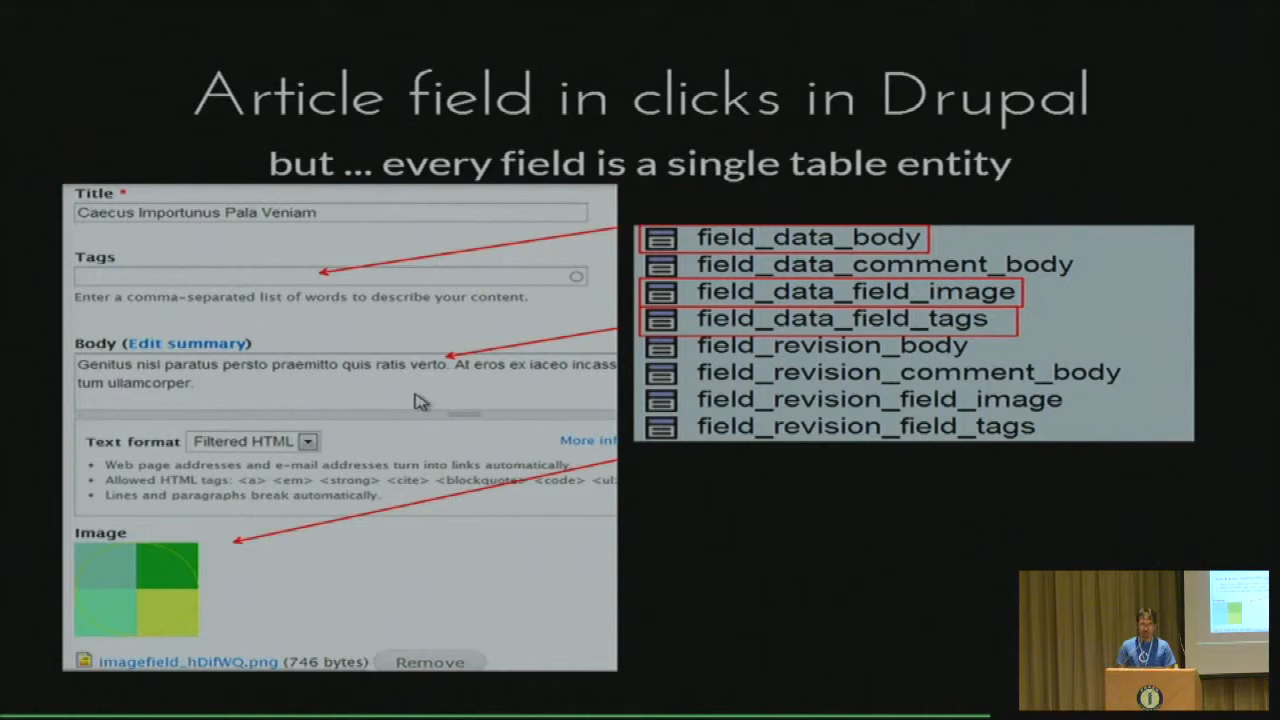 Article field in clicks in Drupal
but ... every field is a single table entity
Title *
Caecus Importunus Pala Veniam
Tags
Enter a comma-separated list of words to describe your content.
Body (Edit summary)
Genitus nisl paratus persto praemitto quis ratis verto. At eros ex iaceo incass
tum ullamcorper.
Text format Filtered HTML
More inf
• Web page addresses and e-mail addresses turn into links automatically.
• Allowed HTML tags: <a> <em> <strong> <cite> <blockquote> <code> <ul>
• Lines and paragraphs break automatically.
Image
imagefield_hDifWQ.png (746 bytes) Remove
field_data_body
field_data_comment_body
field_data_field_image
field_data_field_tags
field_revision_body
field_revision_comment_body
field_revision_field_image
field_revision_field_tags